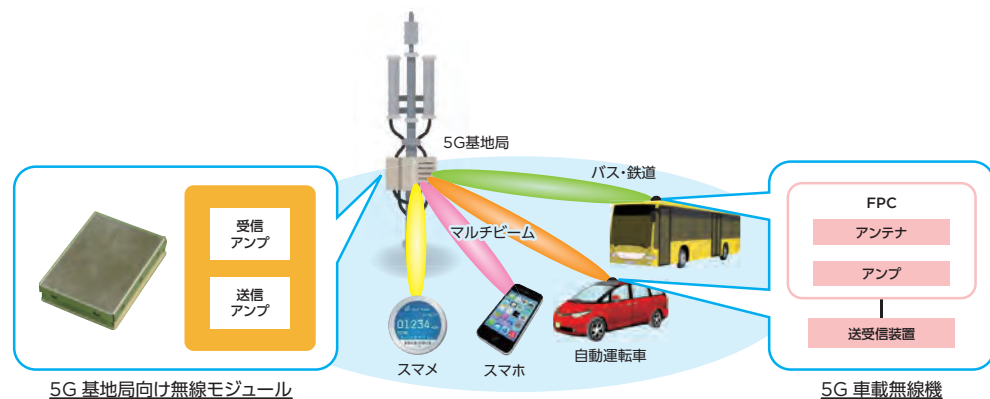 5G基地局
バス・鉄道
FPC
アンテナ
アンプ
送受信装置
受信
アンプ
送信
アンプ
マルチビーム
01234
スマメ
スマホ
自動運転車
5G 基地局向け無線モジュール
5G 車載無線機